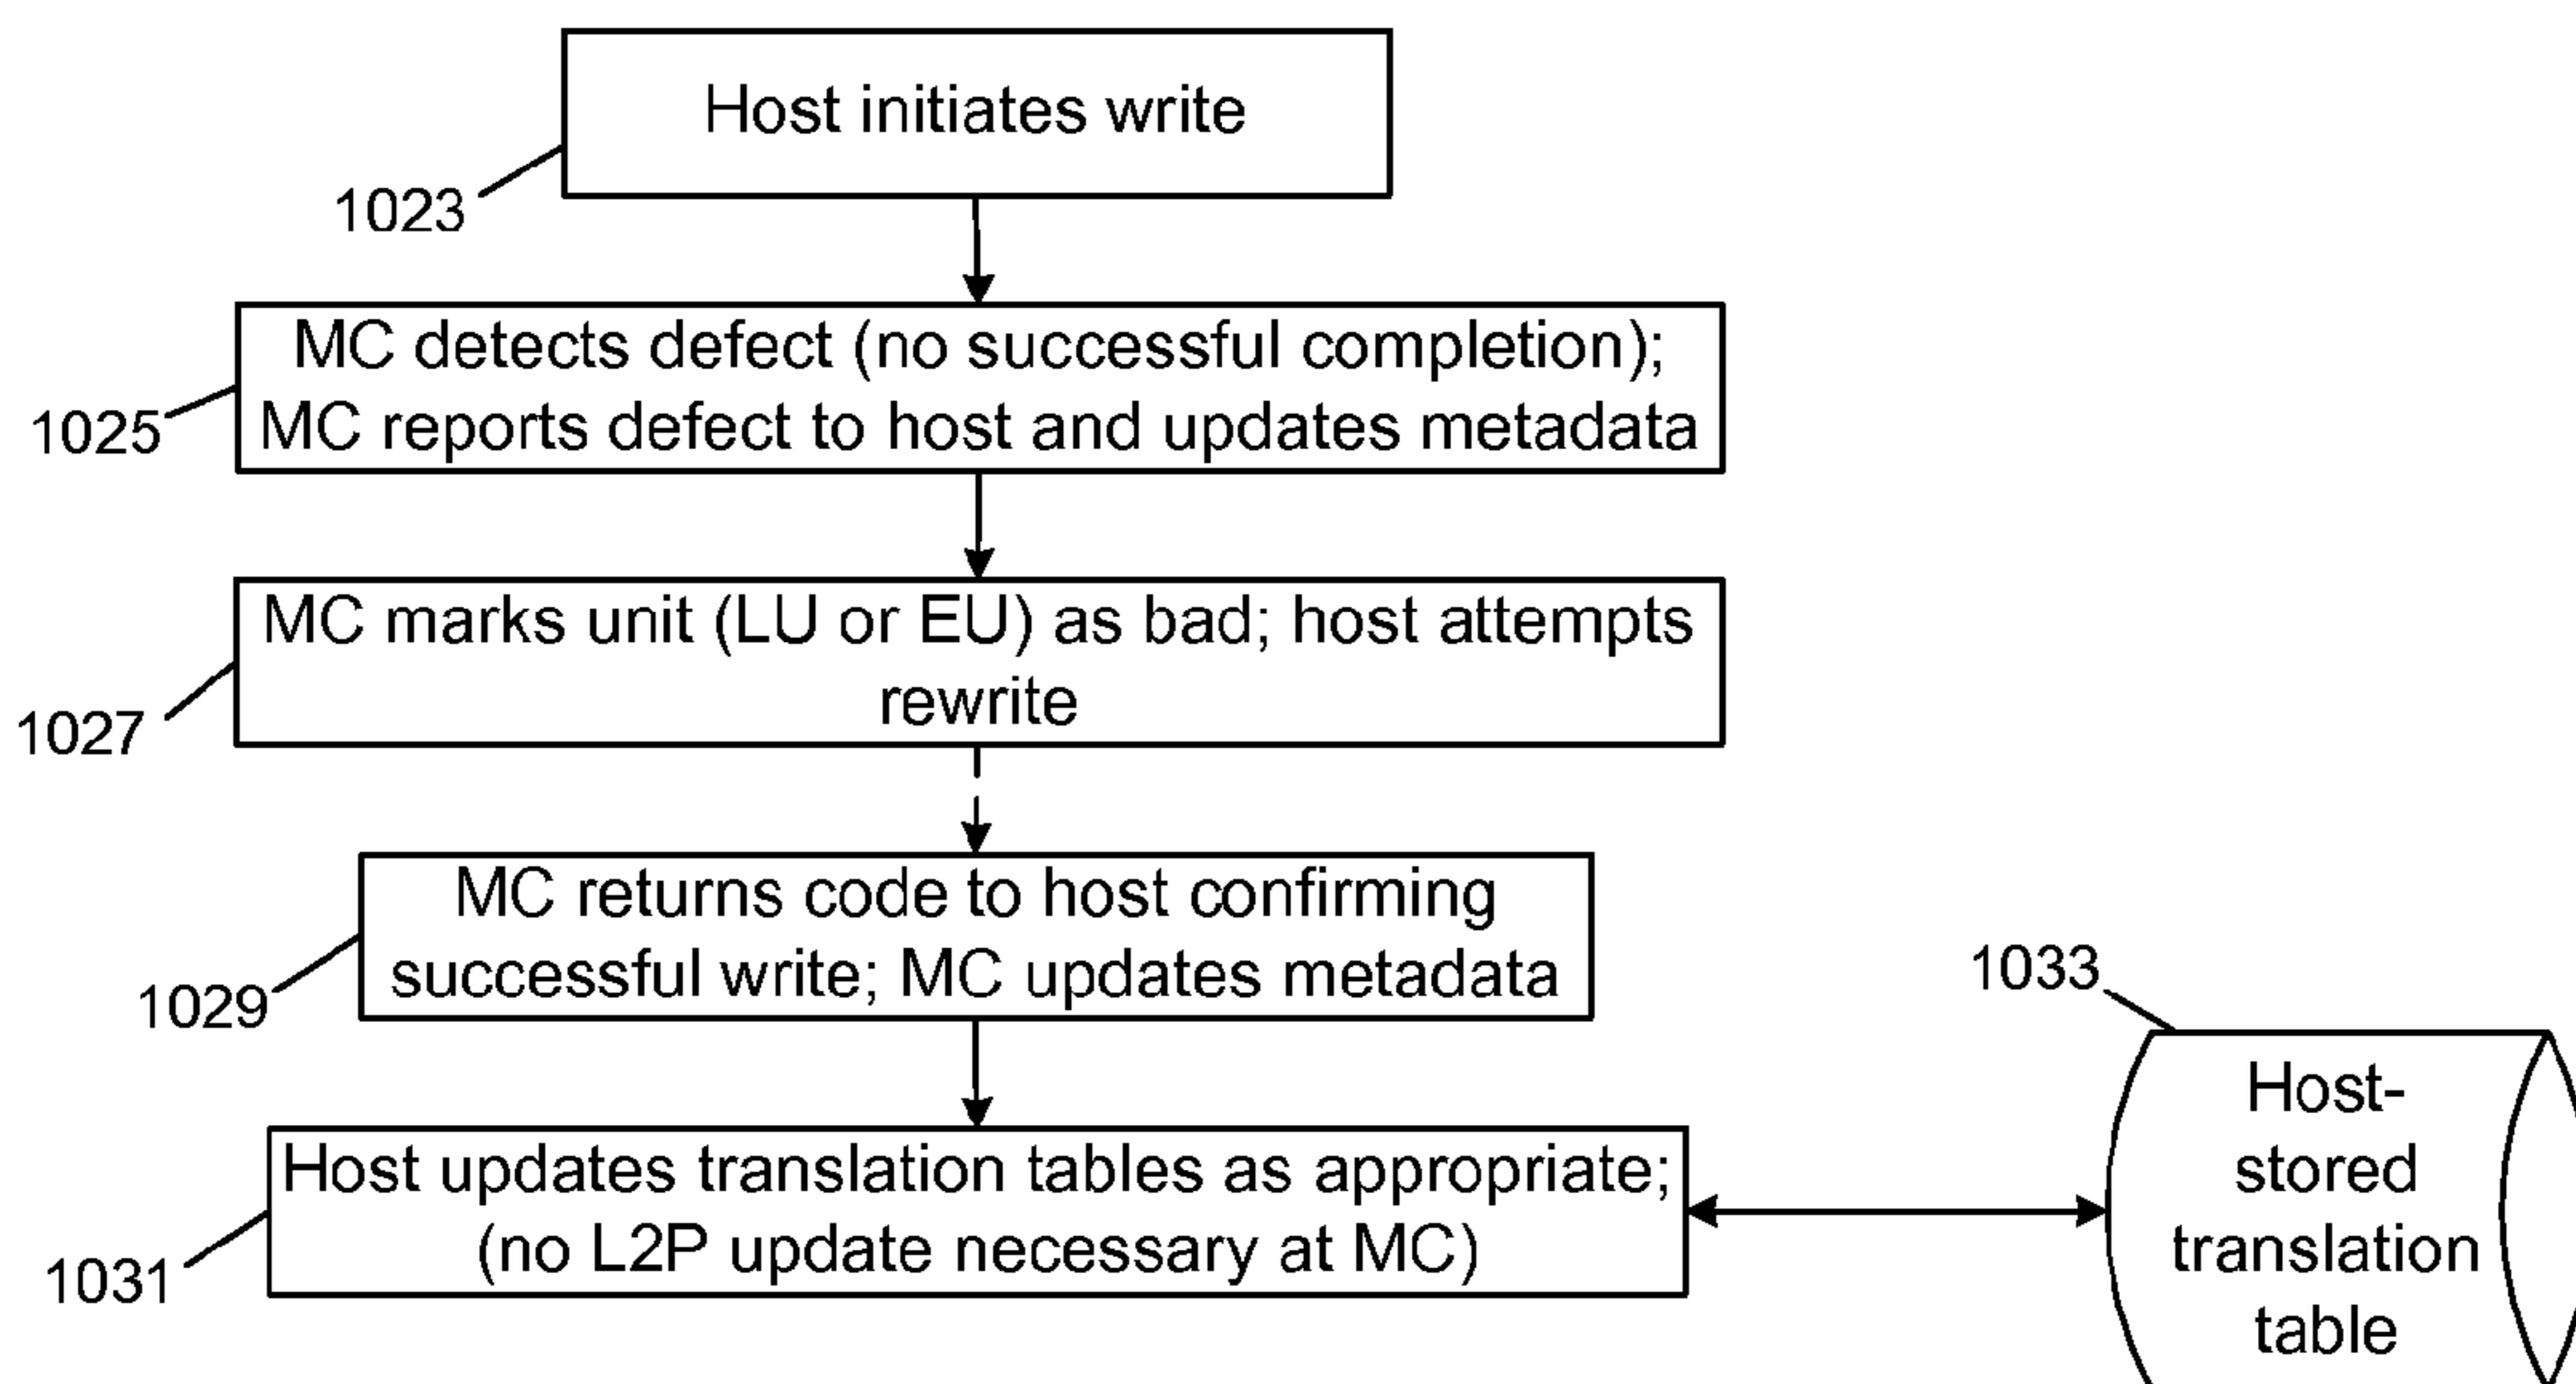 Host initiates write
1023
MC detects defect (no successful completion);
MC reports defect to host and updates metadata
1025
MC marks unit (LU or EU) as bad; host attempts
rewrite
1027
MC returns code to host confirming
successful write; MC updates metadata
1029
1033
Host-
stored
translation
table
Host updates translation tables as appropriate;
(no L2P update necessary at MC)
1031